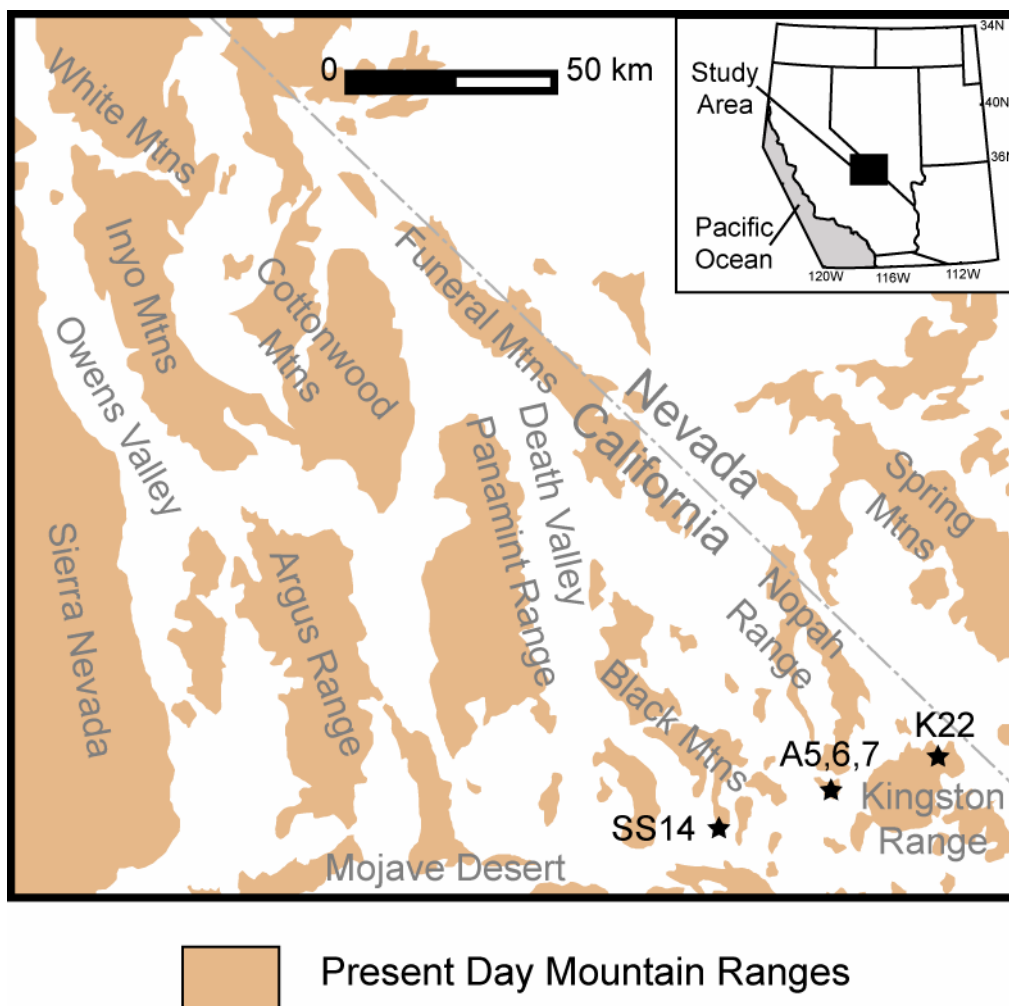 White Mtns
0
50 km
Study
Area
34N
40N
36N
Pacific
Ocean
120W
116W
112W
Inyo Mtns
Cottonwood
Mtns
Funeral Mtns
Owens Valley
Nevada
California
Death Valley
Panamint Range
Spring
Mtns
Sierra Nevada
Argus Range
Nopah
Range
Black Mtns
K22
A5,6,7
SS14
Kingston
Range
Mojave Desert
Present Day Mountain Ranges